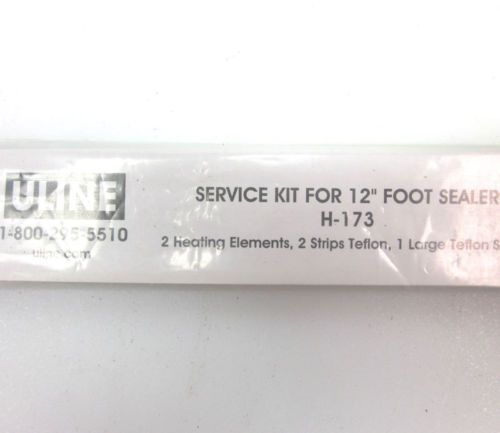 ULINE
1-800-295-5510
uline.com
SERVICE KIT FOR 12" FOOT SEALER
H-173
2 Heating Elements, 2 Strips Teflon, 1 Large Teflon S